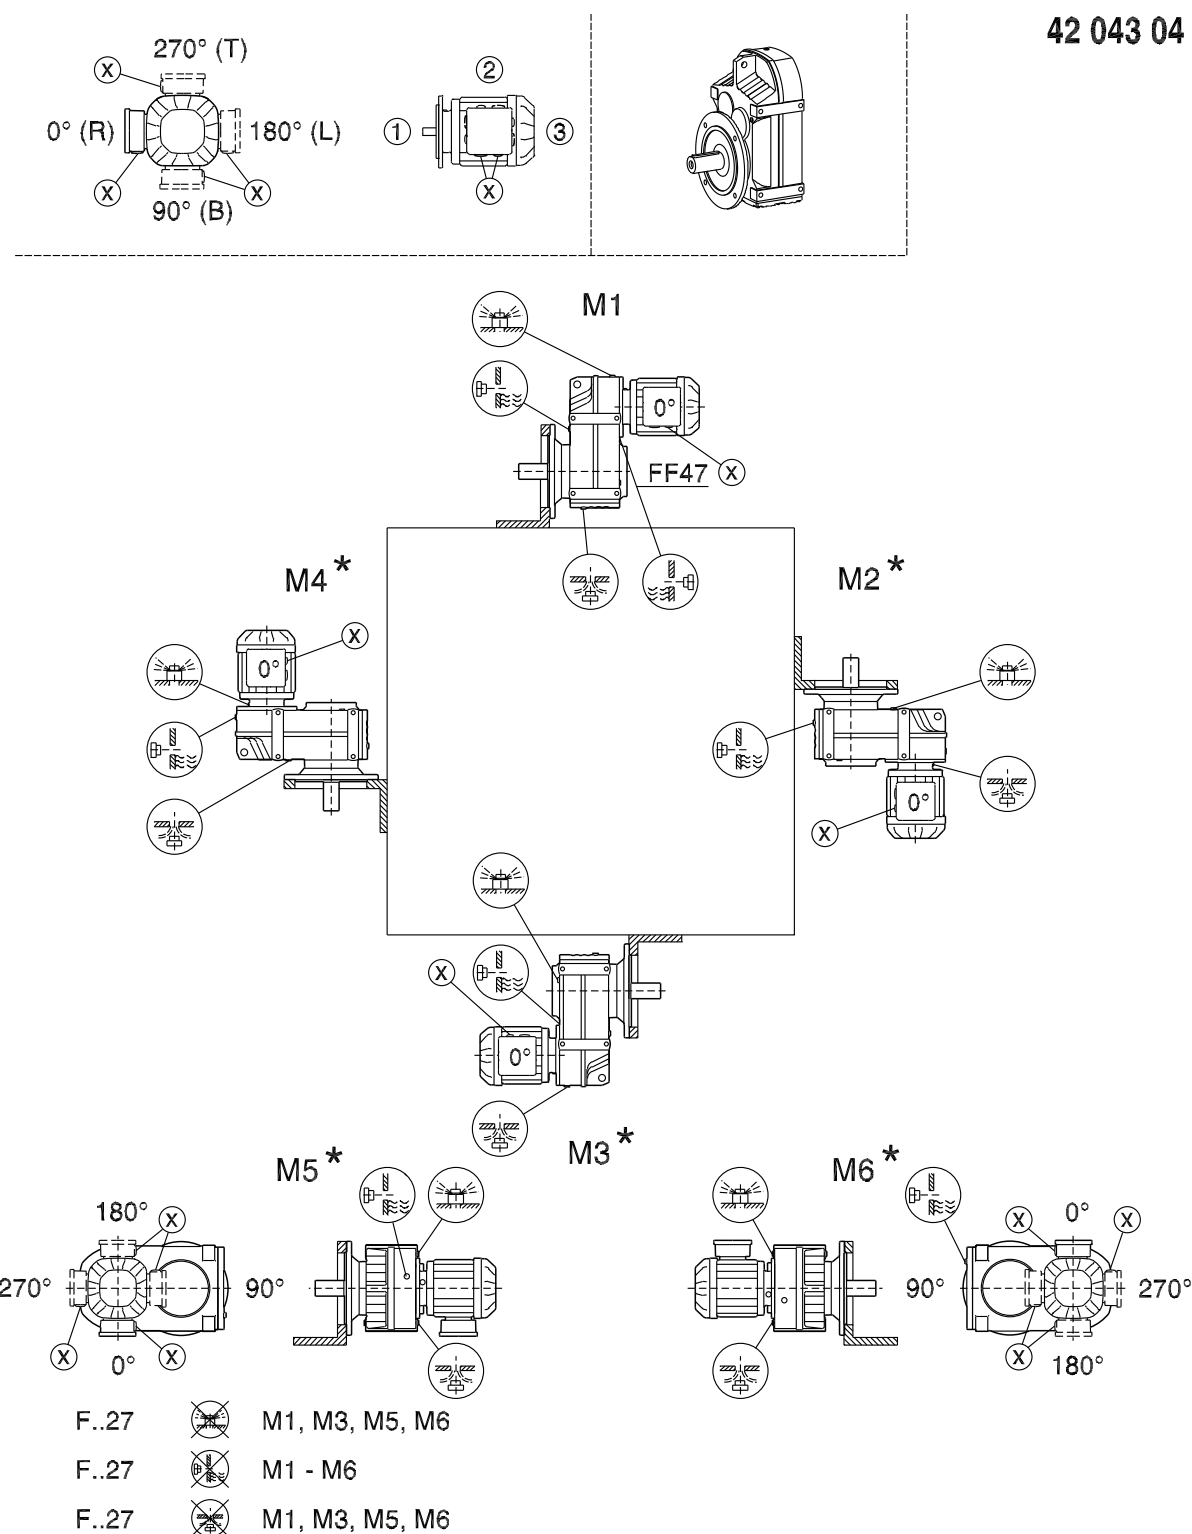 42 043 04
270° (T)
X
0° (R)
180° (L)
X
X
90° (B)
2
1
3
X
M1
0°
FF47
X
M4*
M2*
X
0°
0°
X
X
0°
M3*
M5*
M6*
180°
X
270°
90°
X
0°
X
X
0°
X
90°
270°
X
180°
F..27
M1, M3, M5, M6
F..27
M1 - M6
F..27
M1, M3, M5, M6